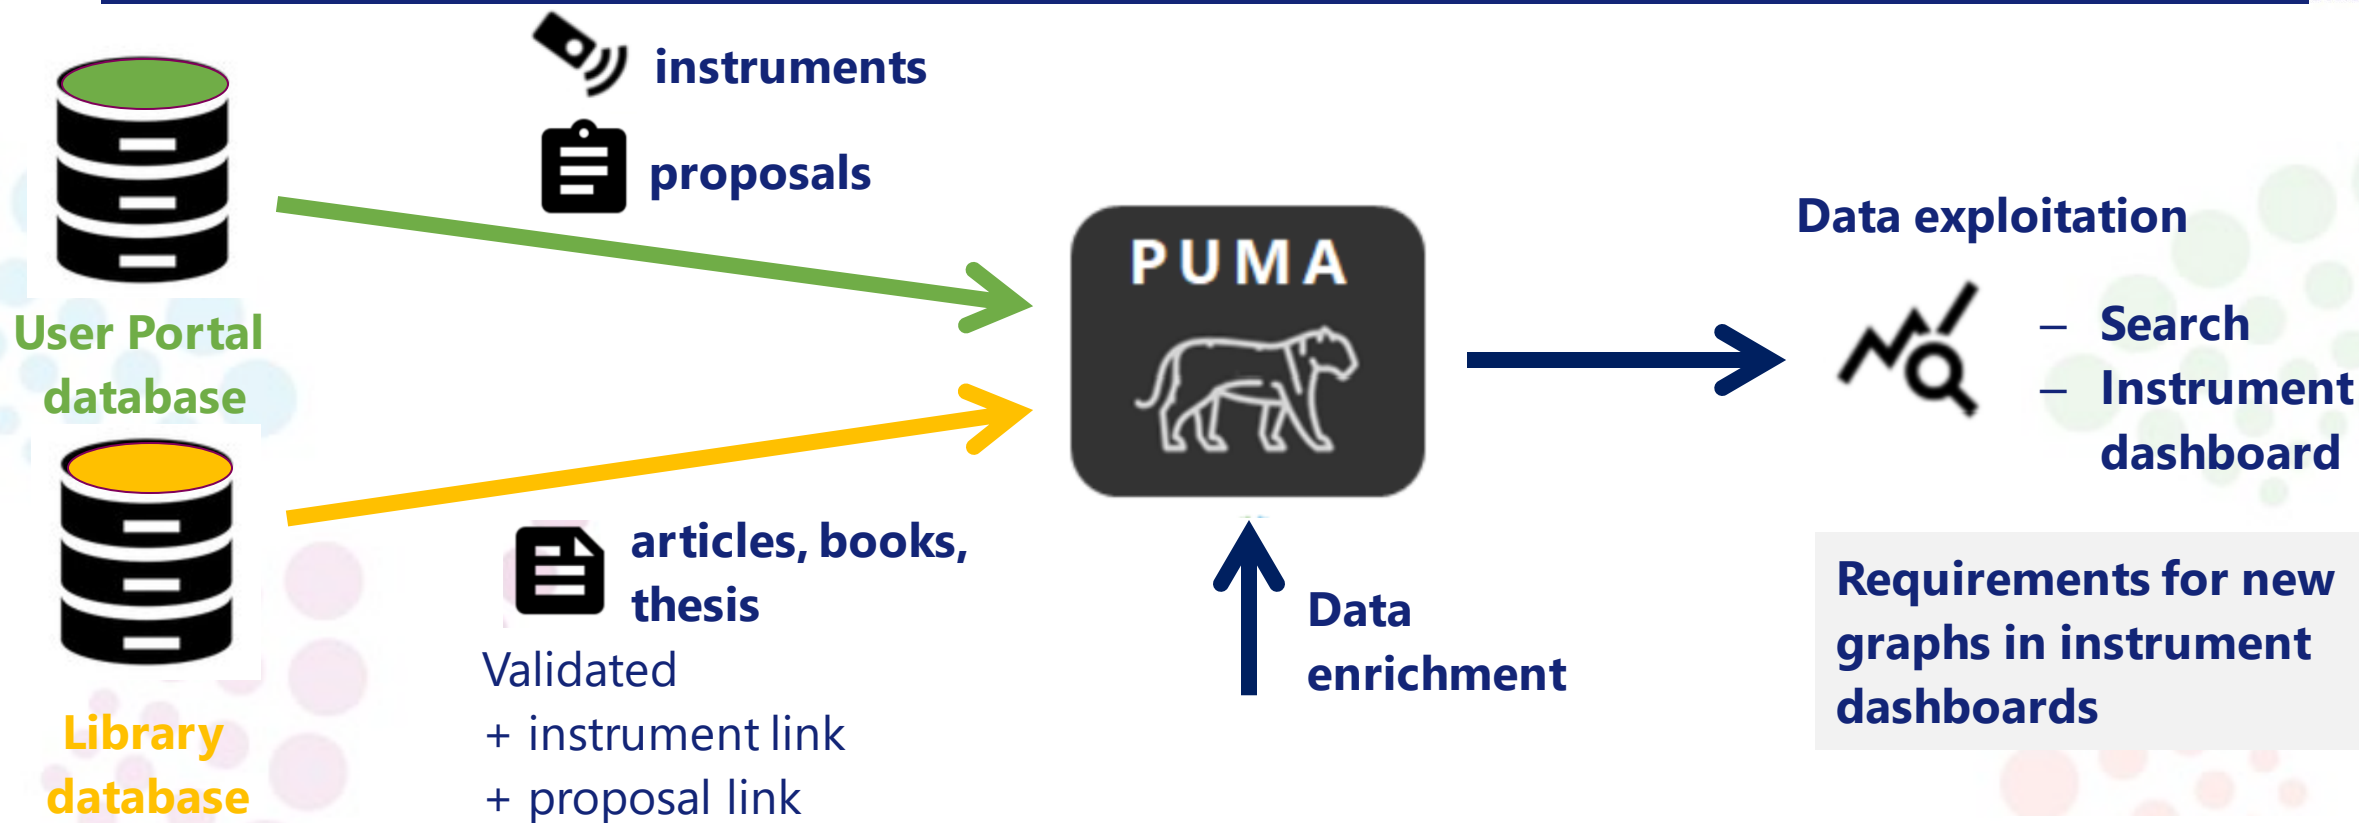 instruments
proposals
User Portal
database
Library
database
articles, books,
thesis
Validated
+ instrument link
+ proposal link
PUMA
Data
enrichment
Data exploitation
– Search
– Instrument
dashboard
Requirements for new
graphs in instrument
dashboards